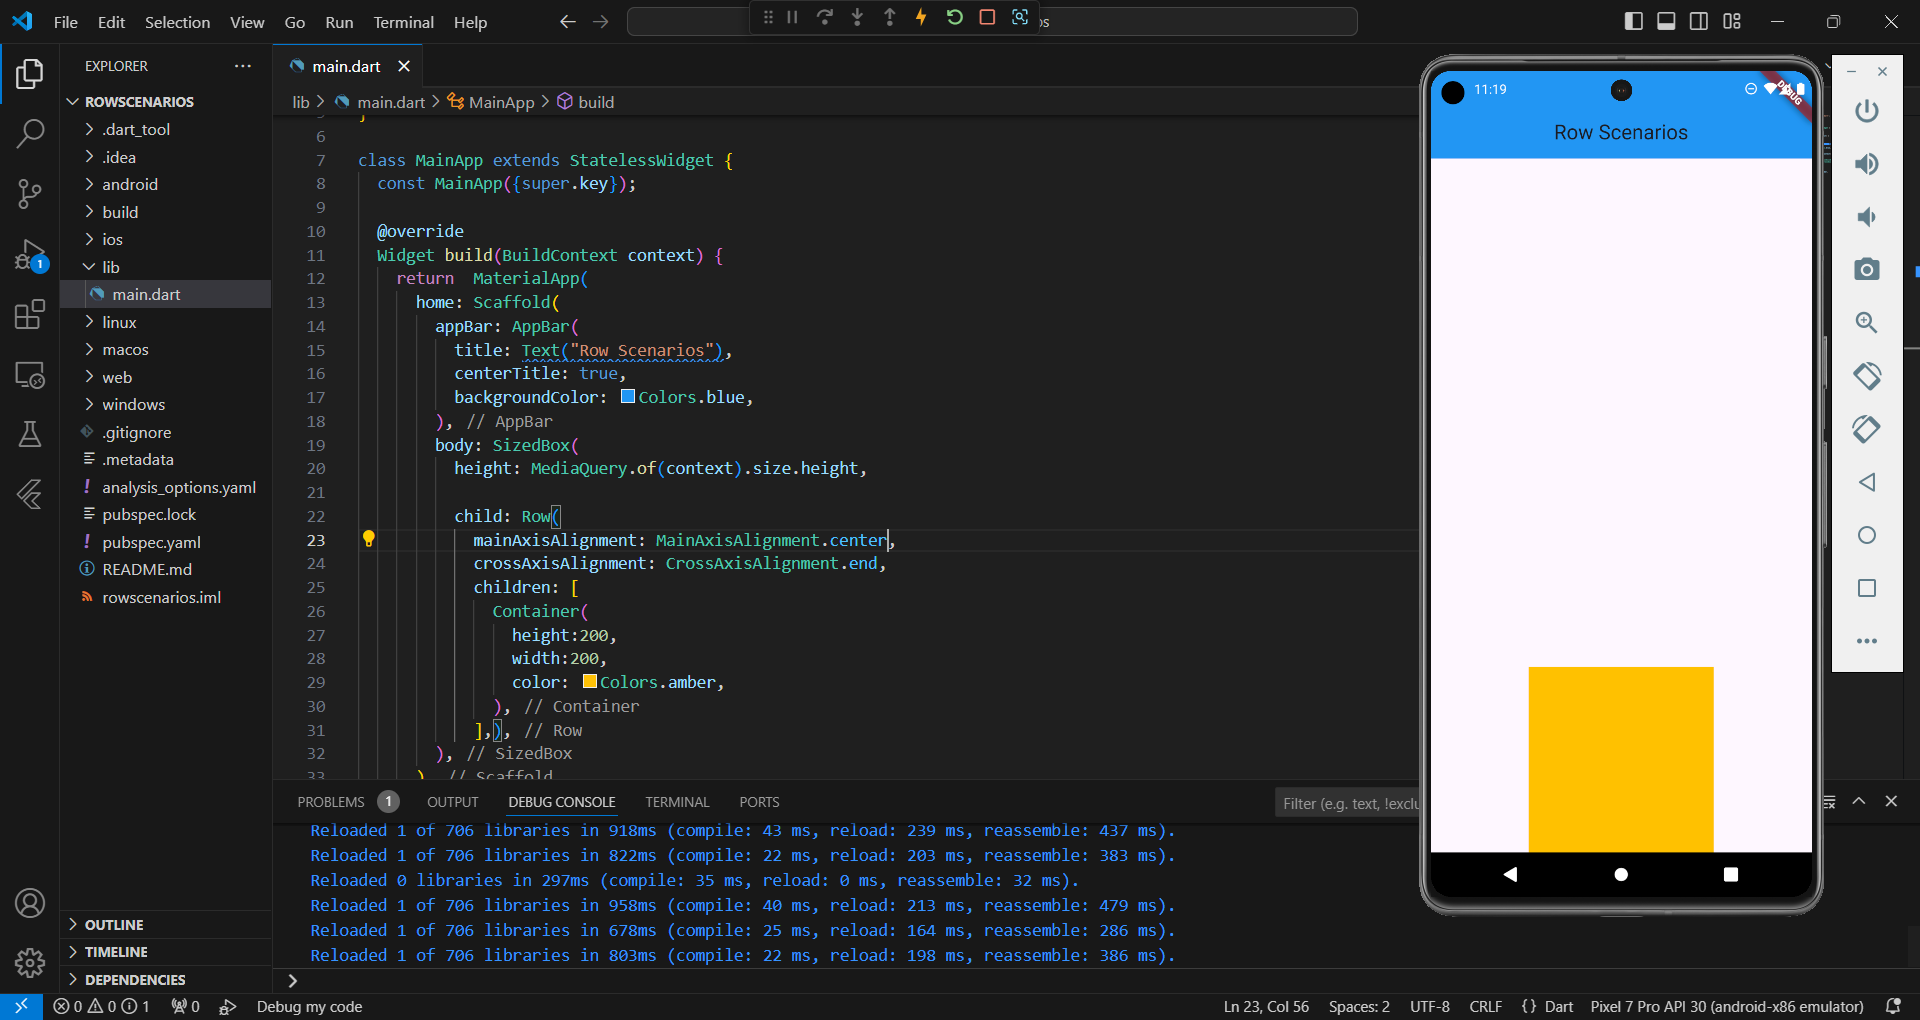 File Edit Selection View Go Run Terminal Help
EXPLORER
ROWSCENARIOS
.dart_tool
.idea
android
build
ios
lib
main.dart
linux
macos
web
windows
.gitignore
.metadata
analysis_options.yaml
pubspec.lock
pubspec.yaml
README.md
rowscenarios.iml
OUTLINE
TIMELINE
DEPENDENCIES
1
main.dart
lib > main.dart > MainApp > build
6
7 class MainApp extends StatelessWidget {
8 const MainApp({super.key});
9
10 @override
11 Widget build(BuildContext context) {
12 return  MaterialApp(
13 home: Scaffold(
14 appBar: AppBar(
15 title: Text("Row Scenarios"),
16 centerTitle: true,
17 backgroundColor: Colors.blue,
18 ), // AppBar
19 body: SizedBox(
20 height: MediaQuery.of(context).size.height,
21
22 child: Row(
23 mainAxisAlignment: MainAxisAlignment.center,
24 crossAxisAlignment: CrossAxisAlignment.end,
25 children: [
26 Container(
27 height:200,
28 width:200,
29 color: Colors.amber,
30 ), // Container
31 ],), // Row
32 ), // SizedBox
33 ) // Scaffold
PROBLEMS 1 OUTPUT DEBUG CONSOLE TERMINAL PORTS
Filter (e.g. text, !exclu
Reloaded 1 of 706 libraries in 918ms (compile: 43 ms, reload: 239 ms, reassemble: 437 ms).
Reloaded 1 of 706 libraries in 822ms (compile: 22 ms, reload: 203 ms, reassemble: 383 ms).
Reloaded 0 libraries in 297ms (compile: 35 ms, reload: 0 ms, reassemble: 32 ms).
Reloaded 1 of 706 libraries in 958ms (compile: 40 ms, reload: 213 ms, reassemble: 479 ms).
Reloaded 1 of 706 libraries in 678ms (compile: 25 ms, reload: 164 ms, reassemble: 286 ms).
Reloaded 1 of 706 libraries in 803ms (compile: 22 ms, reload: 198 ms, reassemble: 386 ms).
11:19
DEBUG
Row Scenarios
0 0 1 0 Debug my code
Ln 23, Col 56 Spaces: 2 UTF-8 CRLF {} Dart Pixel 7 Pro API 30 (android-x86 emulator)